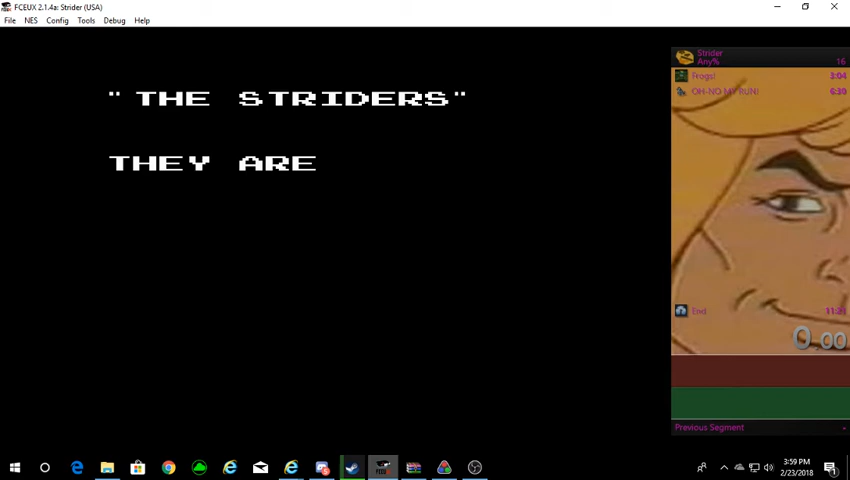 FCEUX 2.1.4a: Strider (USA)
File NES Config Tools Debug Help
" THE STRIDERS"
THEY ARE
Strider
Any% 16
Frogs! 3:04
OH-NO MY RUN! 6:30
End
0.00
Previous Segment -
3:59 PM
2/23/2018